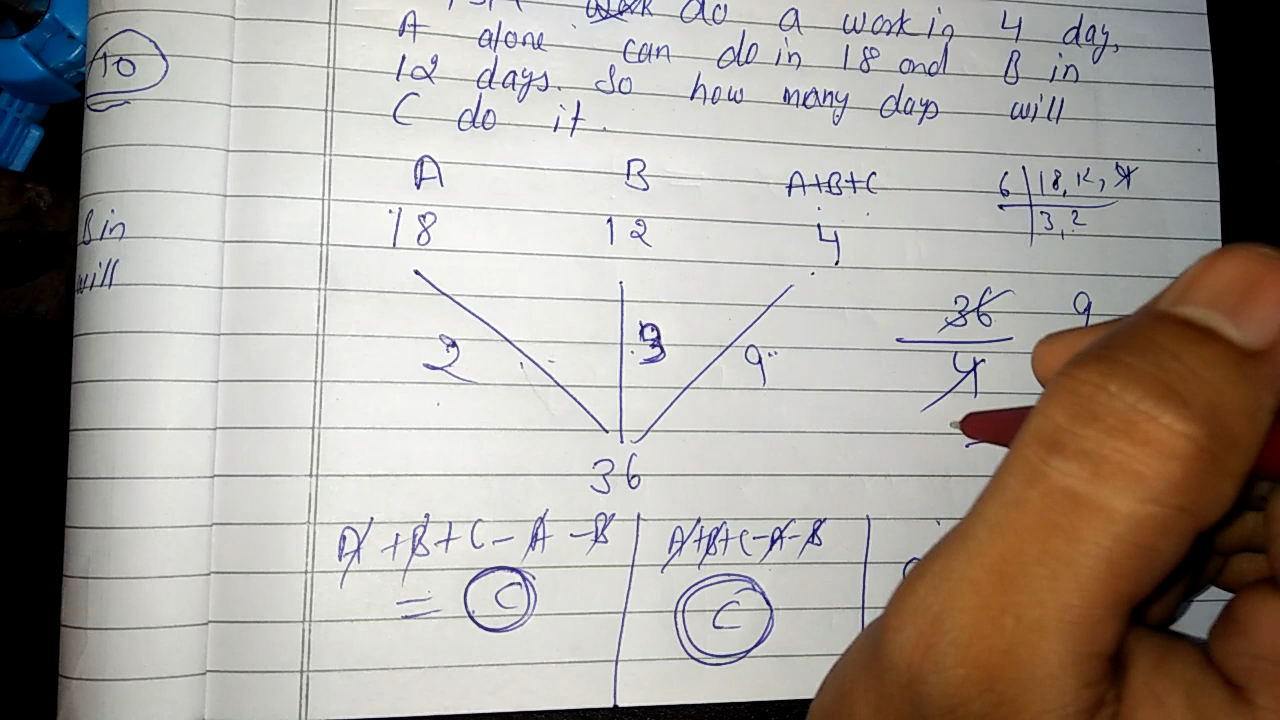 do a work in 4 day,
A alone can do in 18 and B in
12 days. So how many days will
C do it.
10
B in
will
A B A+B+C
18 12 4
6 18, 12, 4
3, 2
2 3 9
36 9
4
36
A + B + C - A - B
= C
A+B+C-A-B
C